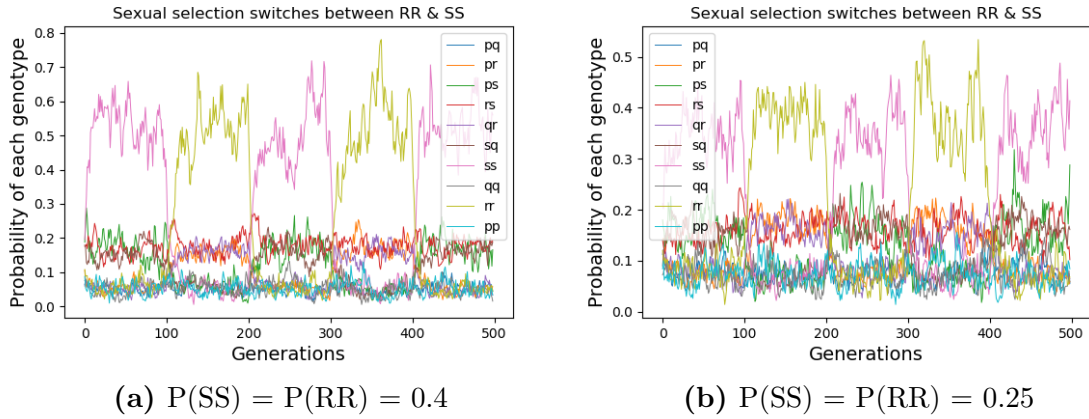 Sexual selection switches between RR & SS
Probability of each genotype
0.8
0.7
0.6
0.5
0.4
0.3
0.2
0.1
0.0
pq
pr
ps
rs
qr
sq
ss
qq
rr
pp
0 100 200 300 400 500
Generations
(a) P(SS) = P(RR) = 0.4
Sexual selection switches between RR & SS
Probability of each genotype
0.5
0.4
0.3
0.2
0.1
0.0
pq
pr
ps
rs
qr
sq
ss
qq
rr
pp
0 100 200 300 400 500
Generations
(b) P(SS) = P(RR) = 0.25